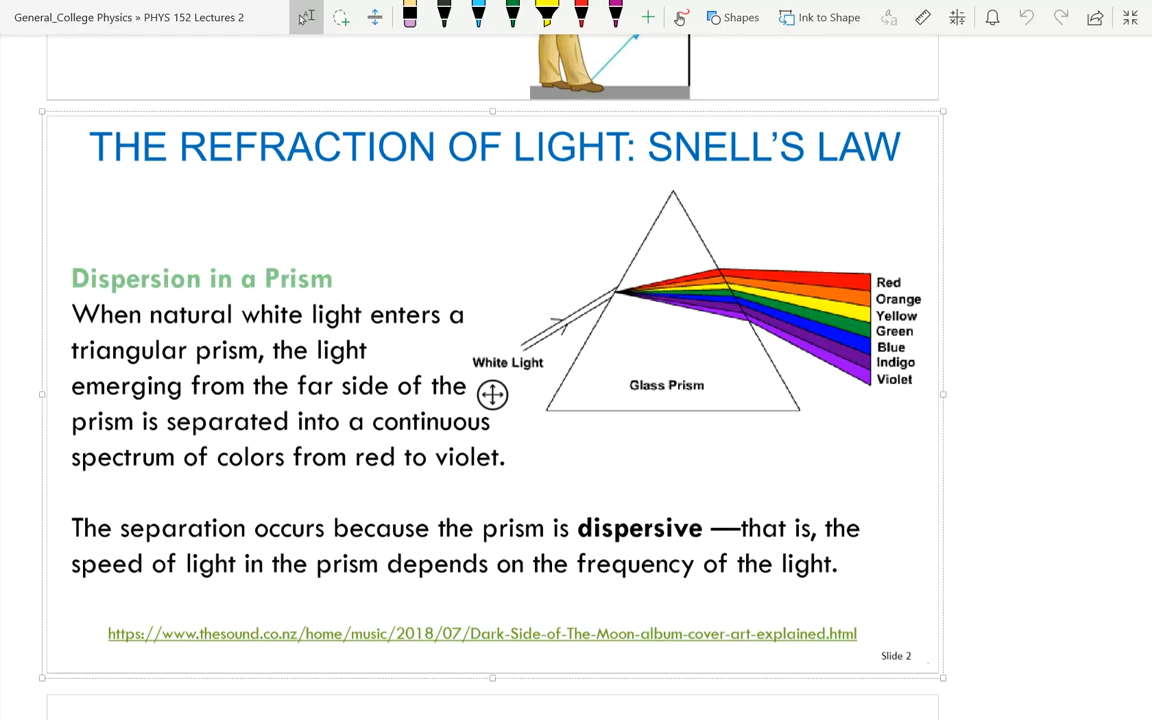 General_College Physics » PHYS 152 Lectures 2
Shapes
Ink to Shape
THE REFRACTION OF LIGHT: SNELL’S LAW
Dispersion in a Prism
When natural white light enters a
triangular prism, the light
emerging from the far side of the
prism is separated into a continuous
spectrum of colors from red to violet.
White Light
Glass Prism
Red
Orange
Yellow
Green
Blue
Indigo
Violet
The separation occurs because the prism is dispersive —that is, the
speed of light in the prism depends on the frequency of the light.
https://www.thesound.co.nz/home/music/2018/07/Dark-Side-of-The-Moon-album-cover-art-explained.html
Slide 2